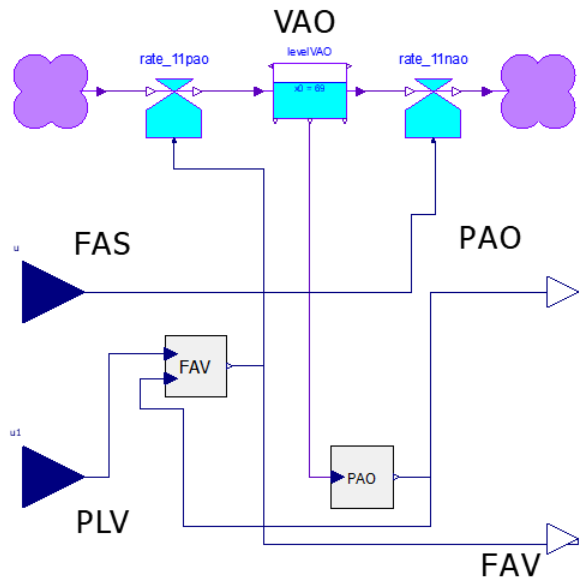 VAO
levelVAO
rate_11pao
rate_11nao
x0 = 69
u
FAS
PAO
FAV
u1
PAO
PLV
FAV